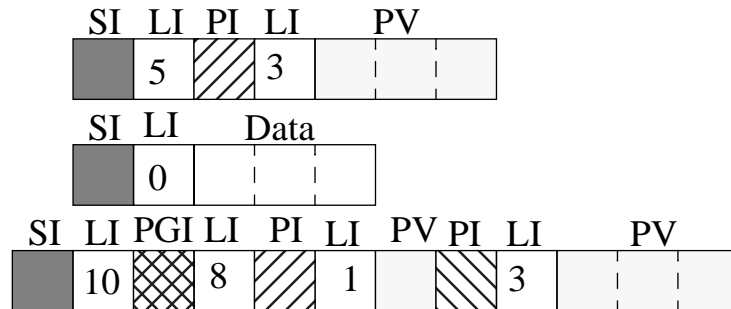 SI LI PI LI PV
5 3
SI LI Data
0
SI LI PGI LI PI LI PV PI LI PV
10 8 1 3